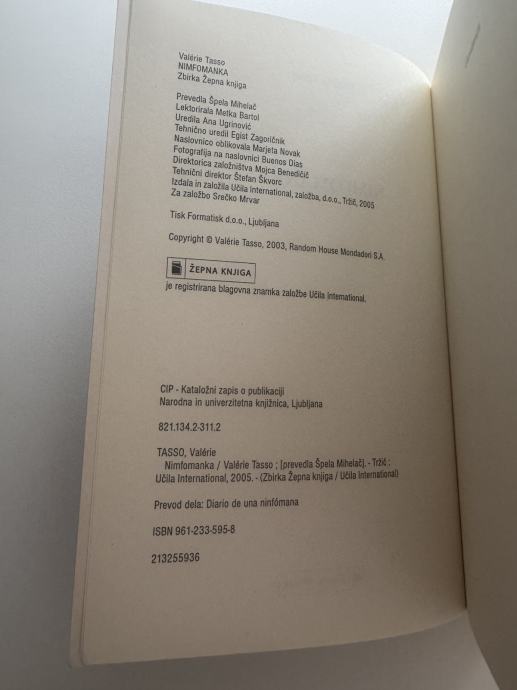 Valérie Tasso
NIMFOMANKA
Zbirka Žepna knjiga
Prevedla Špela Mihelač
Lektorirala Metka Bartol
Uredila Ana Ugrinović
Tehnično uredil Egist Zagoričnik
Naslovnico oblikovala Marjeta Novak
Fotografija na naslovnici Buenos Dias
Direktorica založništva Mojca Benedičič
Tehnični direktor Štefan Škvorc
Izdala in založila Učila International, založba, d.o.o., Tržič, 2005
Za založbo Srečko Mrvar
Tisk Formatisk d.o.o., Ljubljana
Copyright © Valérie Tasso, 2003, Random House Mondadori S.A.
ŽEPNA KNJIGA
je registrirana blagovna znamka založbe Učila International.
CIP - Kataložni zapis o publikaciji
Narodna in univerzitetna knjižnica, Ljubljana
821.134.2-311.2
TASSO, Valérie
Nimfomanka / Valérie Tasso ; [prevedla Špela Mihelač]. - Tržič :
Učila International, 2005. - (Zbirka Žepna knjiga / Učila International)
Prevod dela: Diario de una ninfómana
ISBN 961-233-595-8
213255936